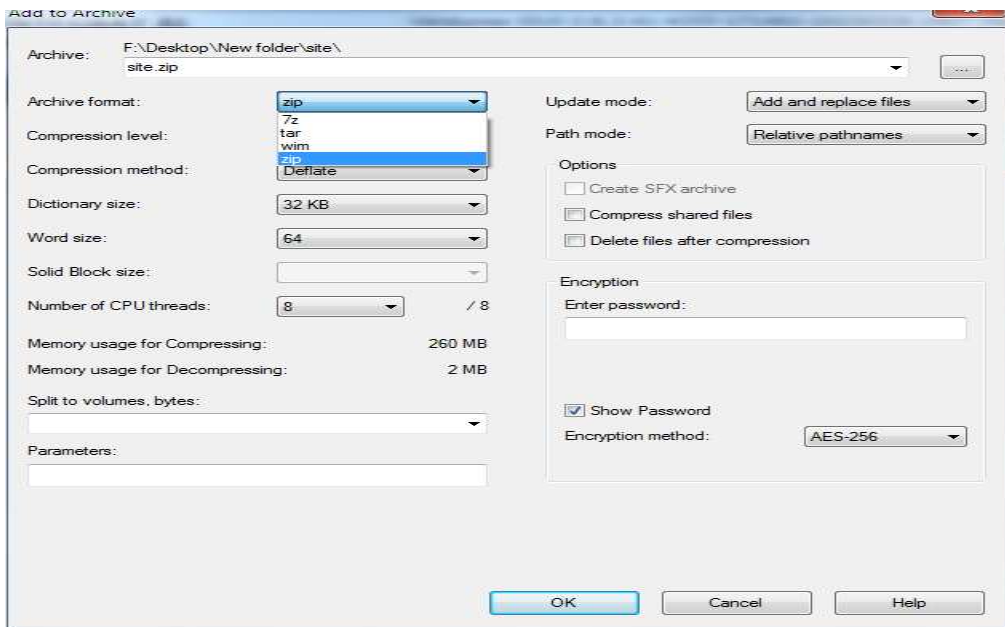 Add to Archive
Archive:
F:\Desktop\New folder\site\
site.zip
...
Archive format:
zip
7z
tar
wim
zip
Compression level:
Compression method:
Deflate
Dictionary size:
32 KB
Word size:
64
Solid Block size:
Number of CPU threads:
8
/ 8
Memory usage for Compressing:
260 MB
Memory usage for Decompressing:
2 MB
Split to volumes, bytes:
Parameters:
Update mode:
Add and replace files
Path mode:
Relative pathnames
Options
Create SFX archive
Compress shared files
Delete files after compression
Encryption
Enter password:
Show Password
Encryption method:
AES-256
OK
Cancel
Help